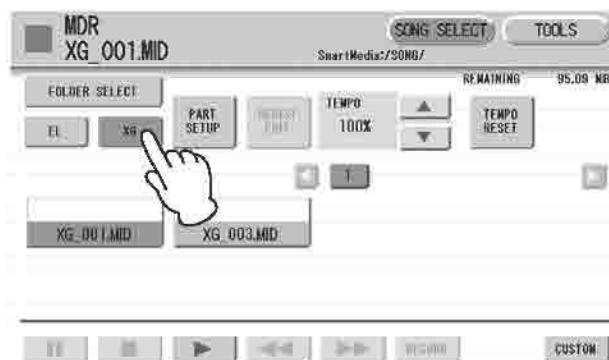 MDR
XG_001.MID
SONG SELECT
TOOLS
SmartMedia:/SONG/
REMAINING 95.09 MB
FOLDER SELECT
EL
XG
PART
SETUP
TEMPO
100%
TEMPO
RESET
1
XG_001.MID
XG_003.MID
RECORD
CUSTOM